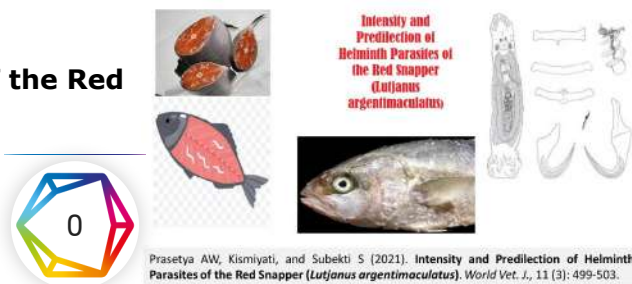 the Red
0
Intensity and
Predilection of
Helminth Parasites of
the Red Snapper
(Lutjanus
argentimaculatus)
Prasetya AW, Kismiyati, and Subekti S (2021). Intensity and Predilection of Helminth
Parasites of the Red Snapper (Lutjanus argentimaculatus). World Vet. J., 11 (3): 499-503.